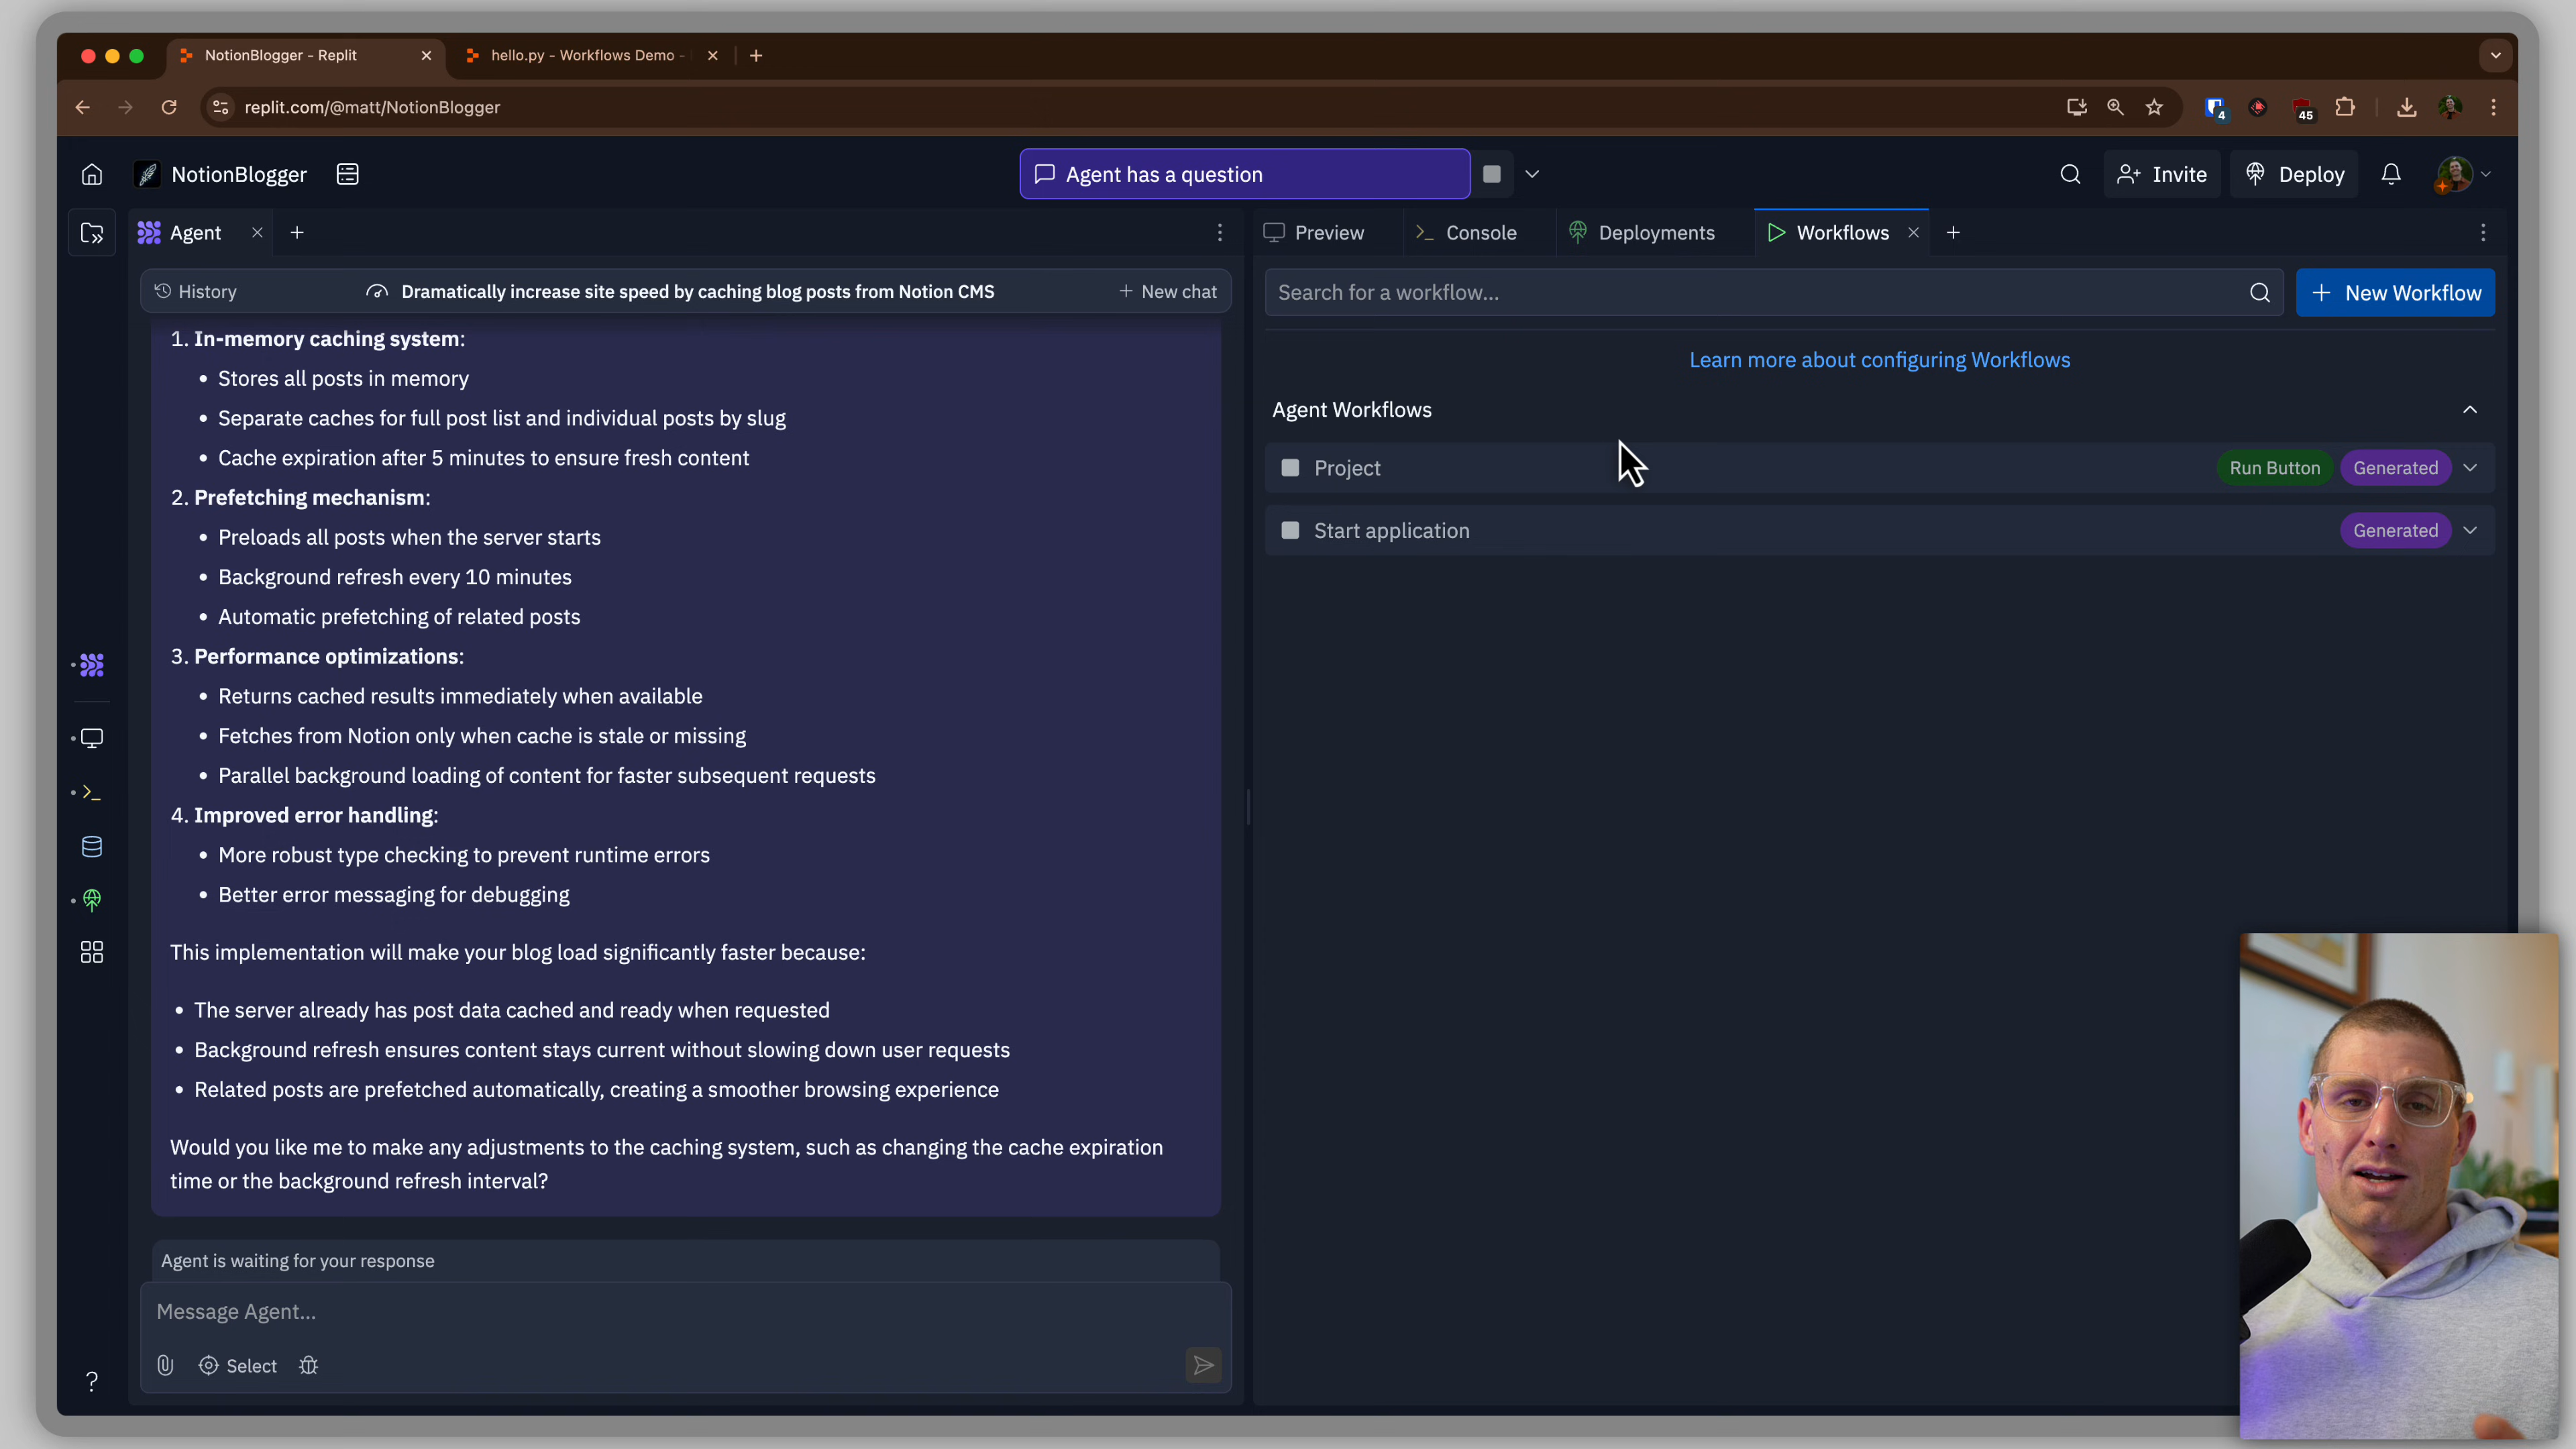 NotionBlogger - Replit
hello.py - Workflows Demo -
replit.com/@matt/NotionBlogger
4
45
NotionBlogger
Agent has a question
Invite
Deploy
Agent
Preview
Console
Deployments
Workflows
History
Dramatically increase site speed by caching blog posts from Notion CMS
New chat
Search for a workflow...
New Workflow
1. In-memory caching system:
• Stores all posts in memory
• Separate caches for full post list and individual posts by slug
• Cache expiration after 5 minutes to ensure fresh content
2. Prefetching mechanism:
• Preloads all posts when the server starts
• Background refresh every 10 minutes
• Automatic prefetching of related posts
3. Performance optimizations:
• Returns cached results immediately when available
• Fetches from Notion only when cache is stale or missing
• Parallel background loading of content for faster subsequent requests
4. Improved error handling:
• More robust type checking to prevent runtime errors
• Better error messaging for debugging
This implementation will make your blog load significantly faster because:
• The server already has post data cached and ready when requested
• Background refresh ensures content stays current without slowing down user requests
• Related posts are prefetched automatically, creating a smoother browsing experience
Would you like me to make any adjustments to the caching system, such as changing the cache expiration
time or the background refresh interval?
Agent is waiting for your response
Message Agent...
Select
?
Learn more about configuring Workflows
Agent Workflows
Project
Run Button
Generated
Start application
Generated